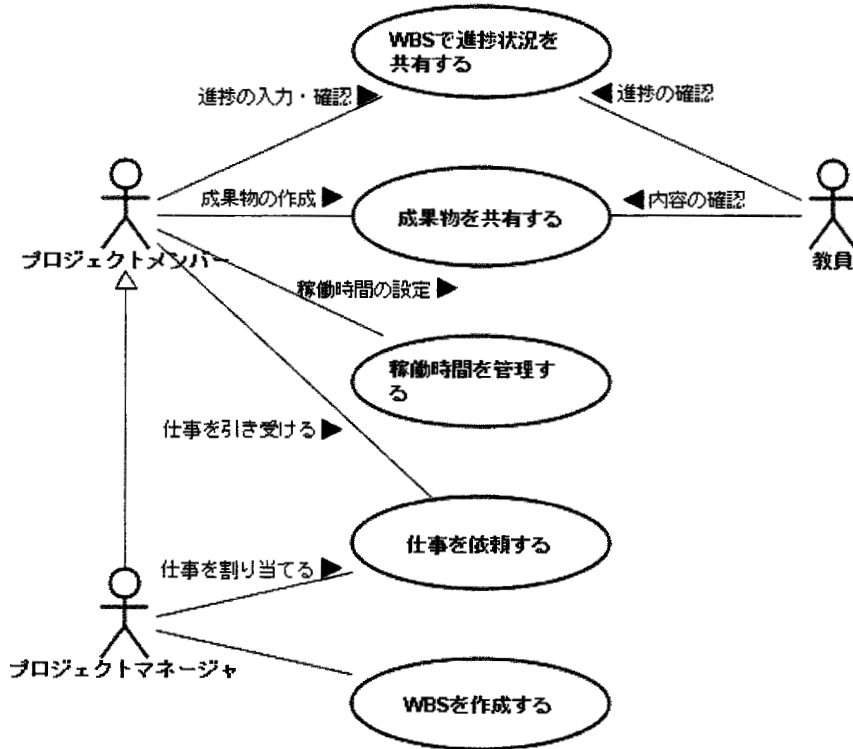 WBSで進捗状況を
共有する
進捗の入力・確認 ▶
◀ 進捗の確認
成果物の作成 ▶
成果物を共有する
◀ 内容の確認
プロジェクトメンバー
教員
稼働時間の設定 ▶
稼働時間を管理す
る
仕事を引き受ける ▶
仕事を依頼する
仕事を割り当てる ▶
プロジェクトマネージャ
WBSを作成する